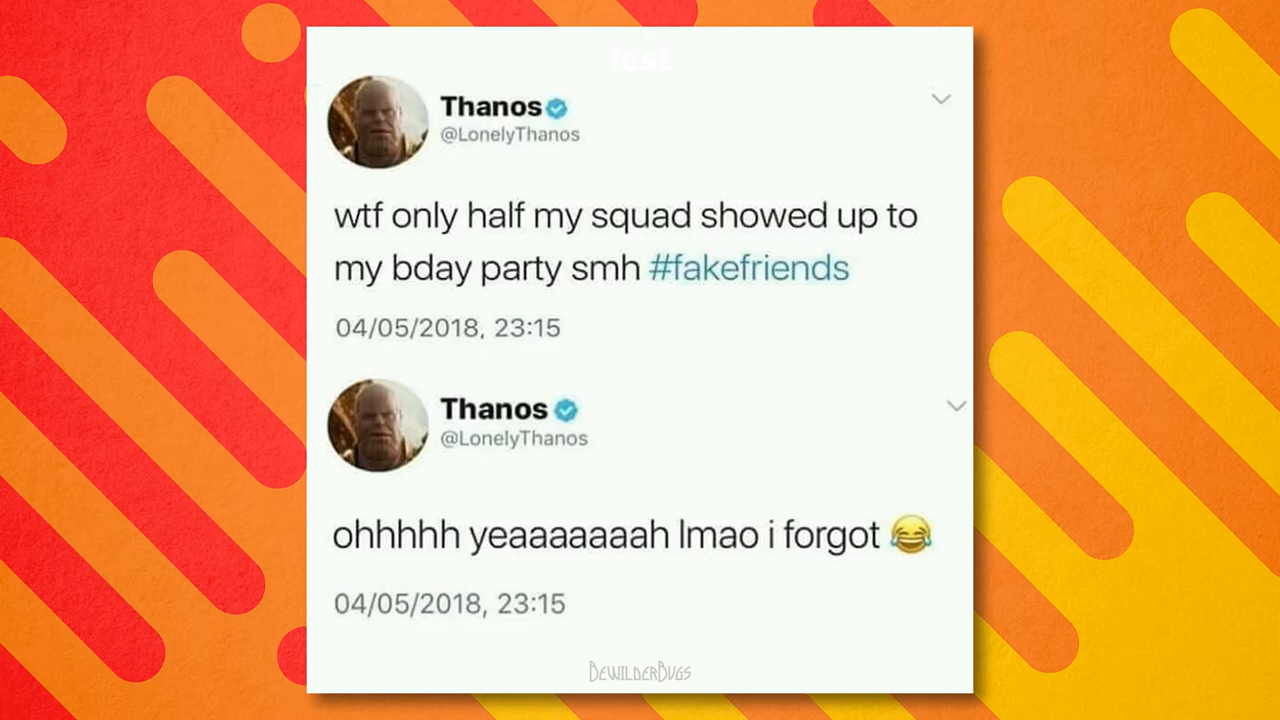 test
Thanos
@LonelyThanos
wtf only half my squad showed up to
my bday party smh #fakefriends
04/05/2018, 23:15
Thanos
@LonelyThanos
ohhhhh yeaaaaaaah lmao i forgot 😂
04/05/2018, 23:15
BEWILDERBUGS